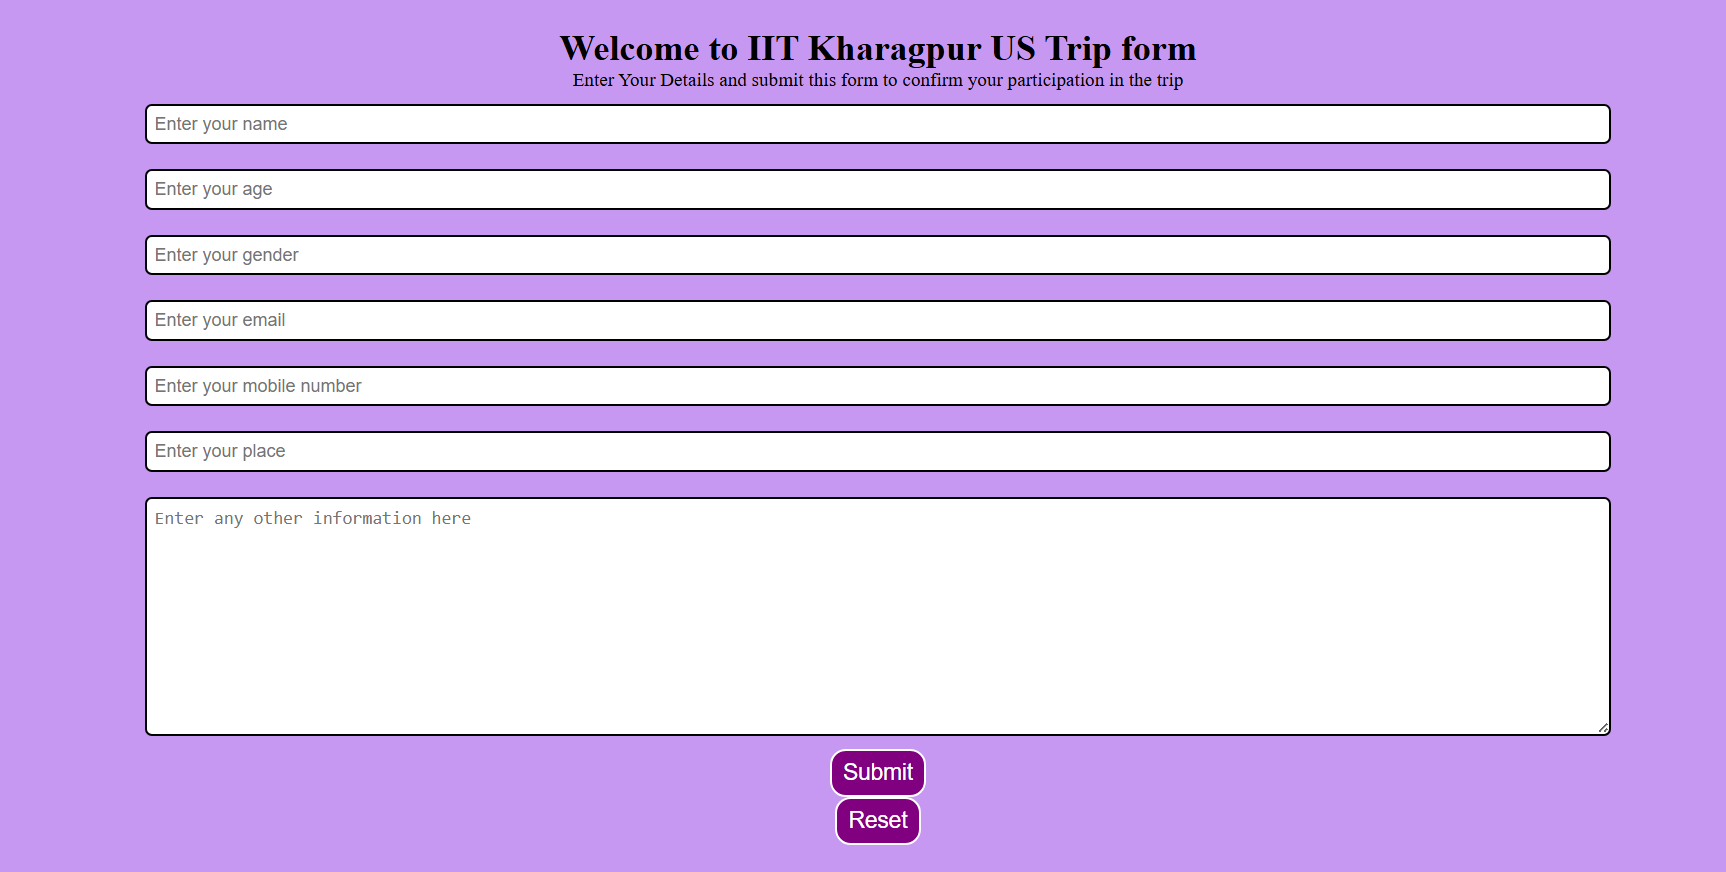 Welcome to IIT Kharagpur US Trip form
Enter Your Details and submit this form to confirm your participation in the trip
Enter your name
Enter your age
Enter your gender
Enter your email
Enter your mobile number
Enter your place
Enter any other information here
Submit
Reset